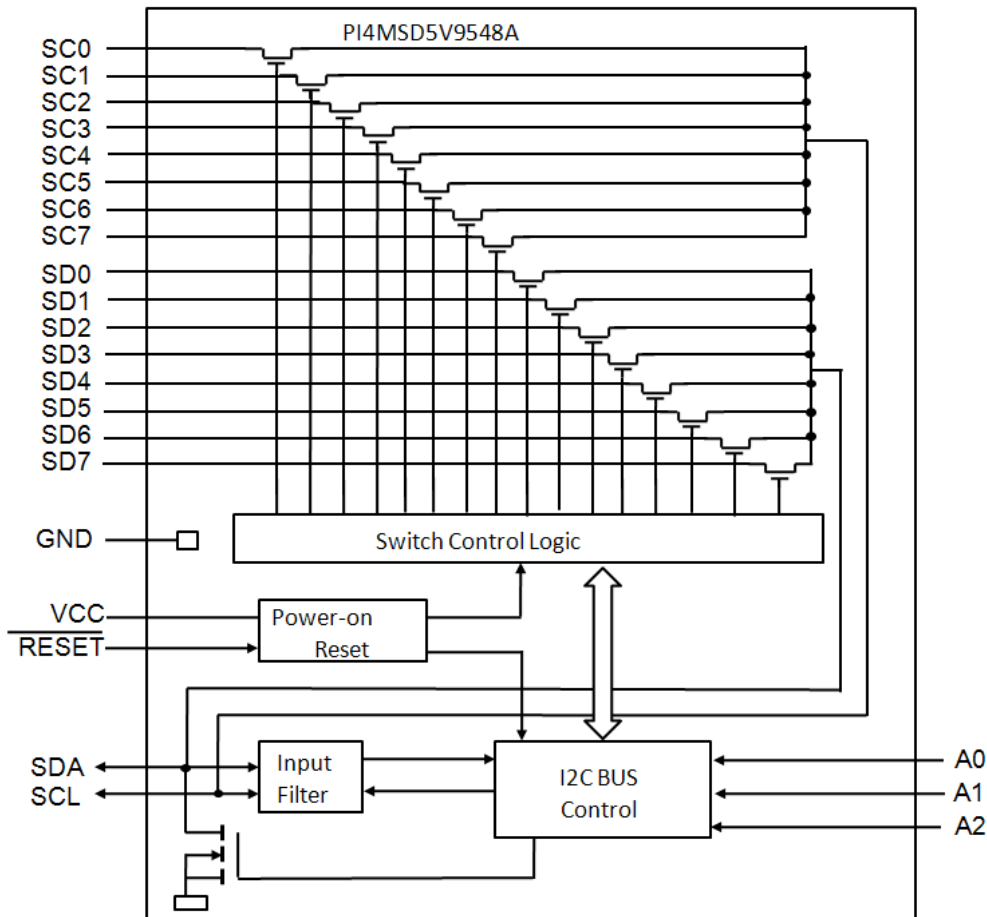 PI4MSD5V9548A
SC0
SC1
SC2
SC3
SC4
SC5
SC6
SC7
SD0
SD1
SD2
SD3
SD4
SD5
SD6
SD7
GND
Switch Control Logic
VCC
RESET
Power-on
Reset
SDA
SCL
Input
Filter
I2C BUS
Control
A0
A1
A2